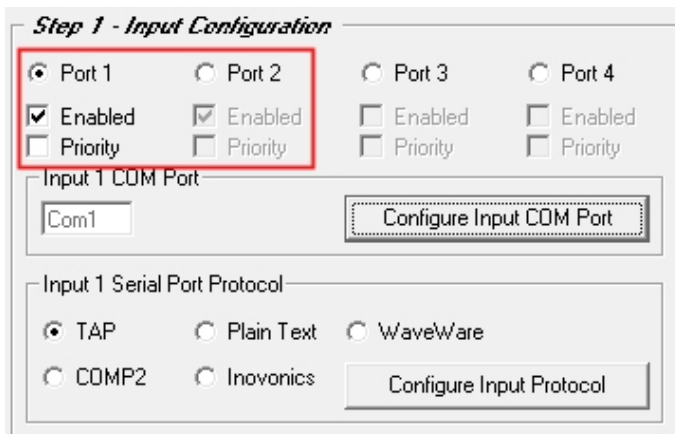 Step 1 - Input Configuration
Port 1 Port 2 Port 3 Port 4
Enabled Enabled Enabled Enabled
Priority Priority Priority Priority
Input 1 COM Port
Com1 Configure Input COM Port
Input 1 Serial Port Protocol
TAP Plain Text WaveWare
COMP2 Inovonics Configure Input Protocol